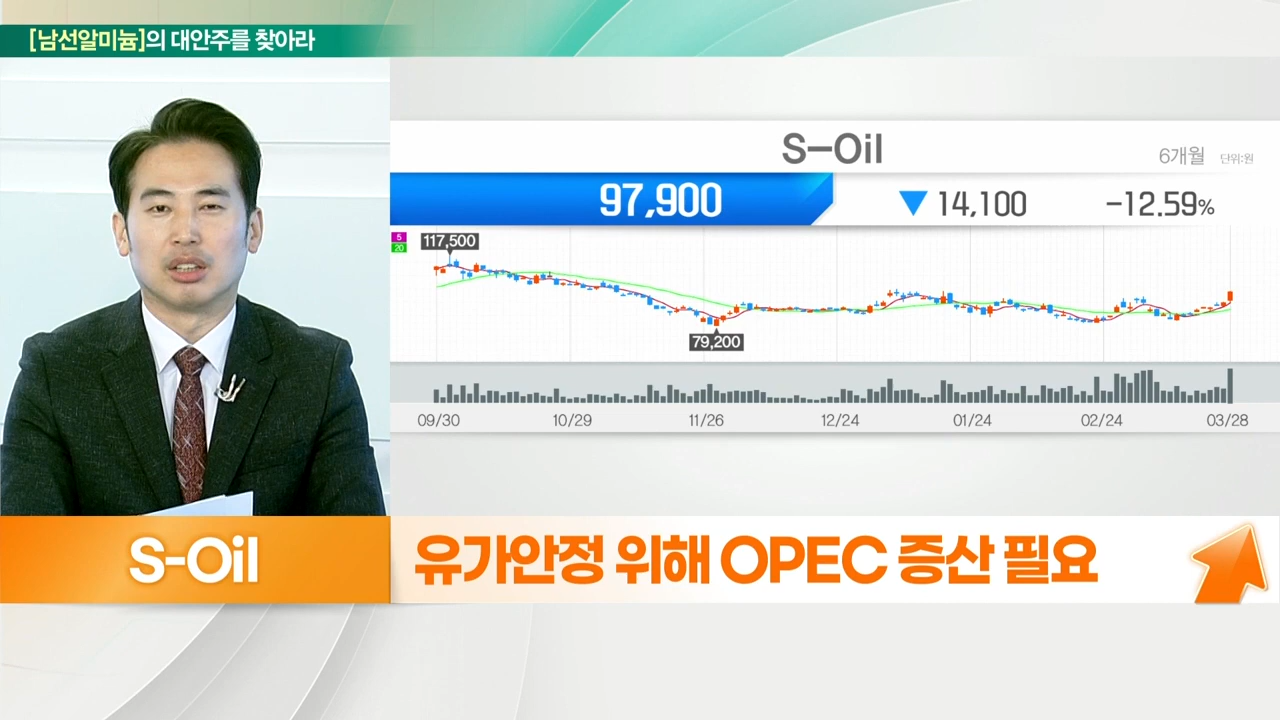 [남선알미늄]의 대안주를 찾아라
S-Oil
6개월 단위:원
97,900 ▼ 14,100 -12.59%
5
20
117,500
79,200
09/30 10/29 11/26 12/24 01/24 02/24 03/28
S-Oil
유가안정 위해 OPEC 증산 필요